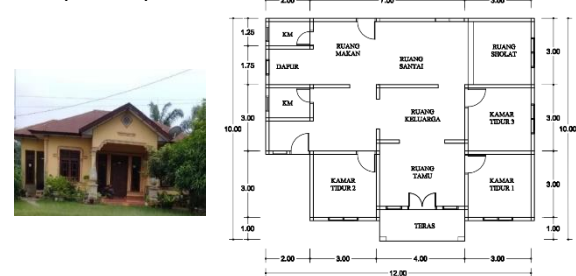 2.00 7.00 3.00
1.25
KM
RUANG
MAKAN
RUANG
SANTAI
RUANG
SHOLAT
3.00
1.75
DAPUR
3.00
KM
RUANG
KELUARGA
KAMAR
TIDUR 3
3.00
10.00
10.00
RUANG
TAMU
KAMAR
TIDUR 2
KAMAR
TIDUR 1
3.00
3.00
1.00
TERAS
1.00
2.00 3.00 4.00 3.00
12.00